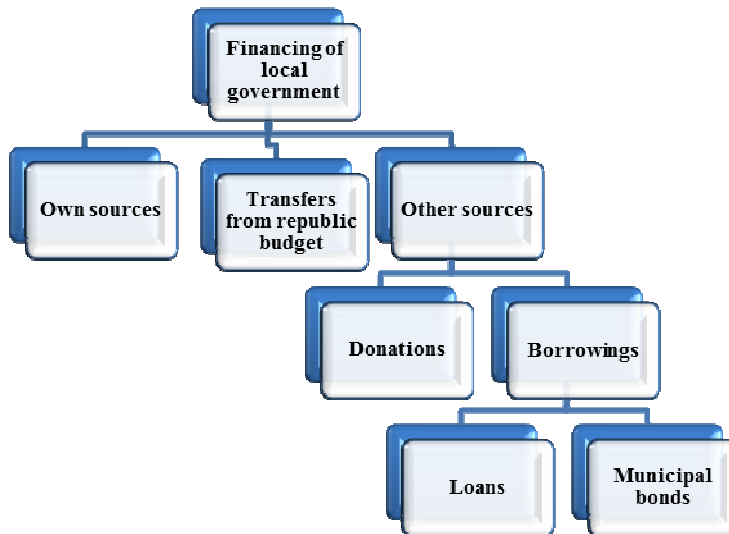 Financing of
local
government
Own sources
Transfers
from republic
budget
Other sources
Donations
Borrowings
Loans
Municipal
bonds